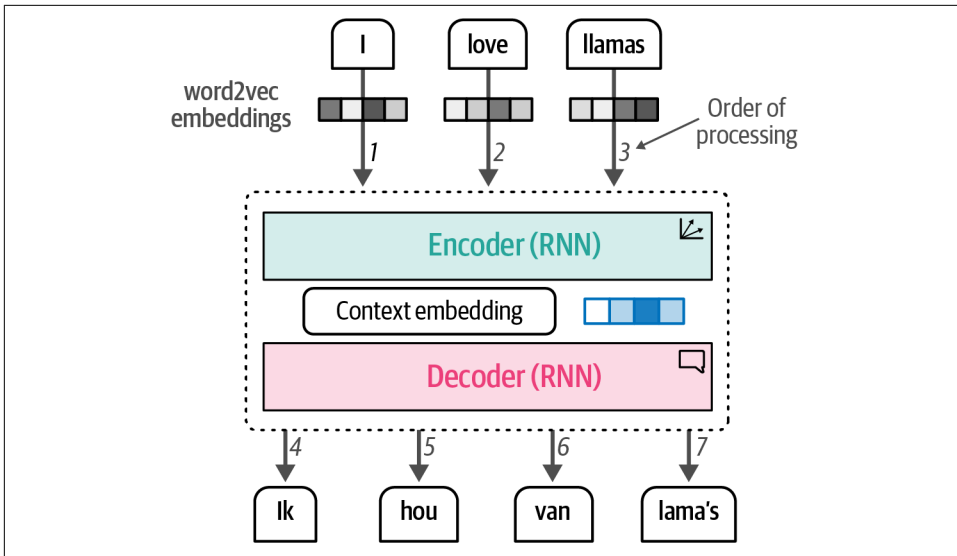 I
love
llamas
word2vec
embeddings
Order of
processing
1
2
3
Encoder (RNN)
Context embedding
Decoder (RNN)
4
5
6
7
Ik
hou
van
lama's